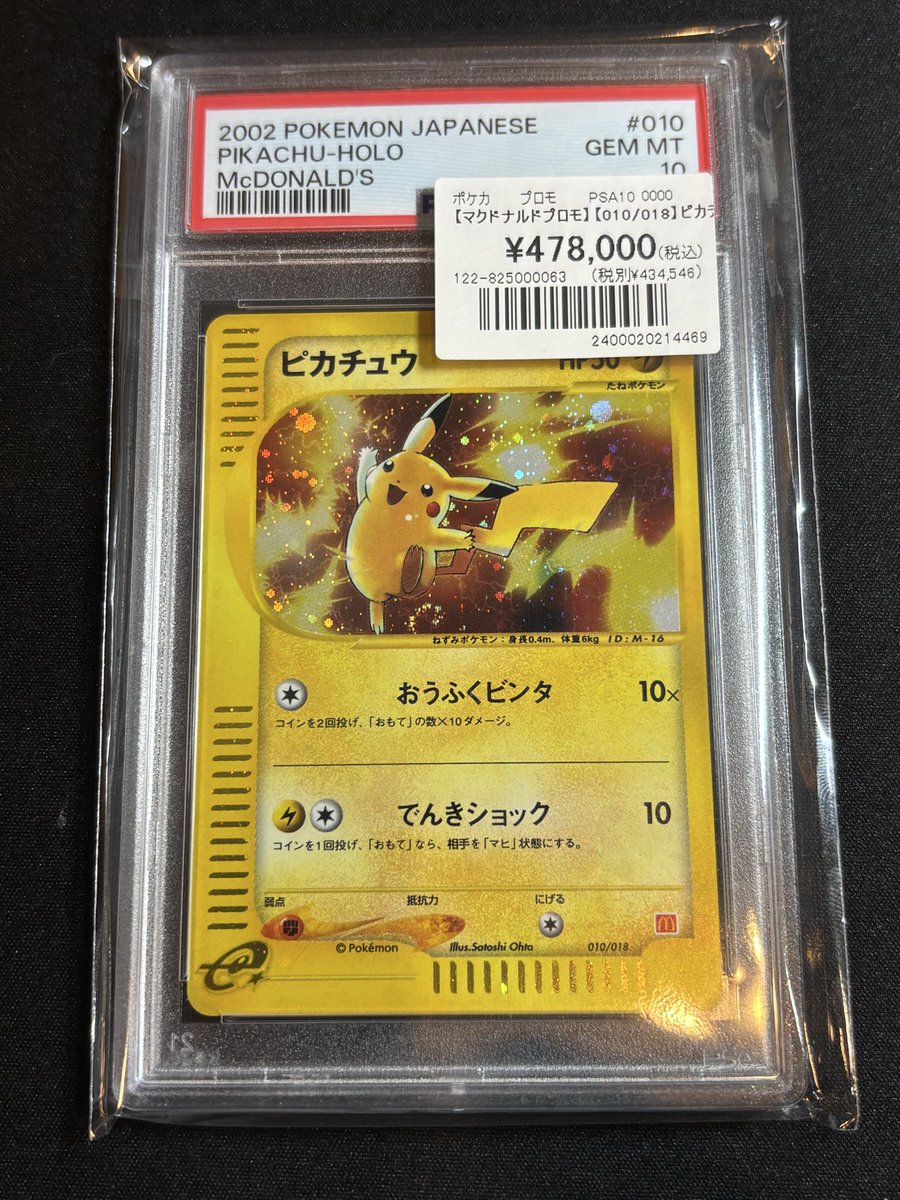 2002 POKEMON JAPANESE #010
PIKACHU-HOLO GEM MT
McDONALD'S 10
ポケカ プロモ PSA10 0000
【マクドナルドプロモ】【010/018】ピカチ
¥478,000(税込)
122-825000063 (税別¥434,546)
2400020214469
ピカチュウ HP50
たねポケモン
ねずみポケモン:身長0.4m、体重6kg ID:M-16
おうふくビンタ 10×
コインを2回投げ、「おもて」の数×10ダメージ。
でんきショック 10
コインを1回投げ、「おもて」なら、相手を「マヒ」状態にする。
弱点 抵抗力 にげる
©Pokémon Illus.Satoshi Ohta 010/018
e